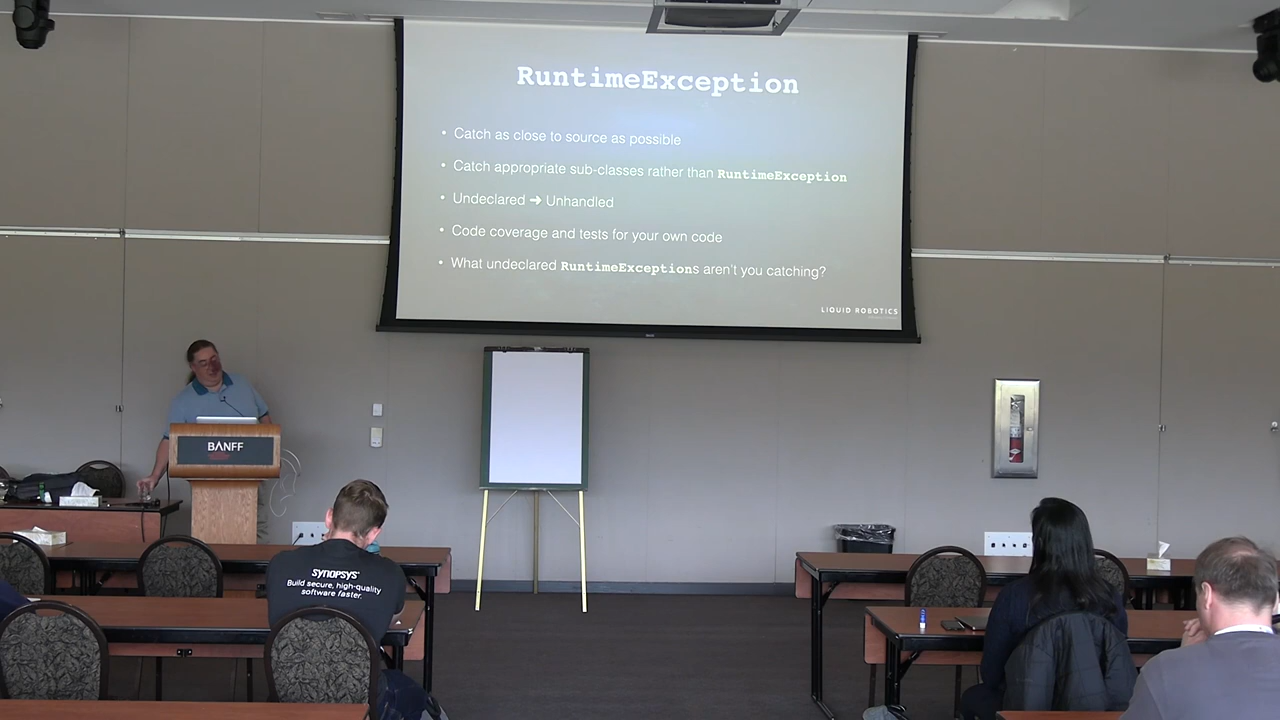 RuntimeException
• Catch as close to source as possible
• Catch appropriate sub-classes rather than RuntimeException
• Undeclared ➔ Unhandled
• Code coverage and tests for your own code
• What undeclared RuntimeExceptions aren't you catching?
LIQUID ROBOTICS
BANFF
SYNOPSYS
Build secure, high-quality
software faster.